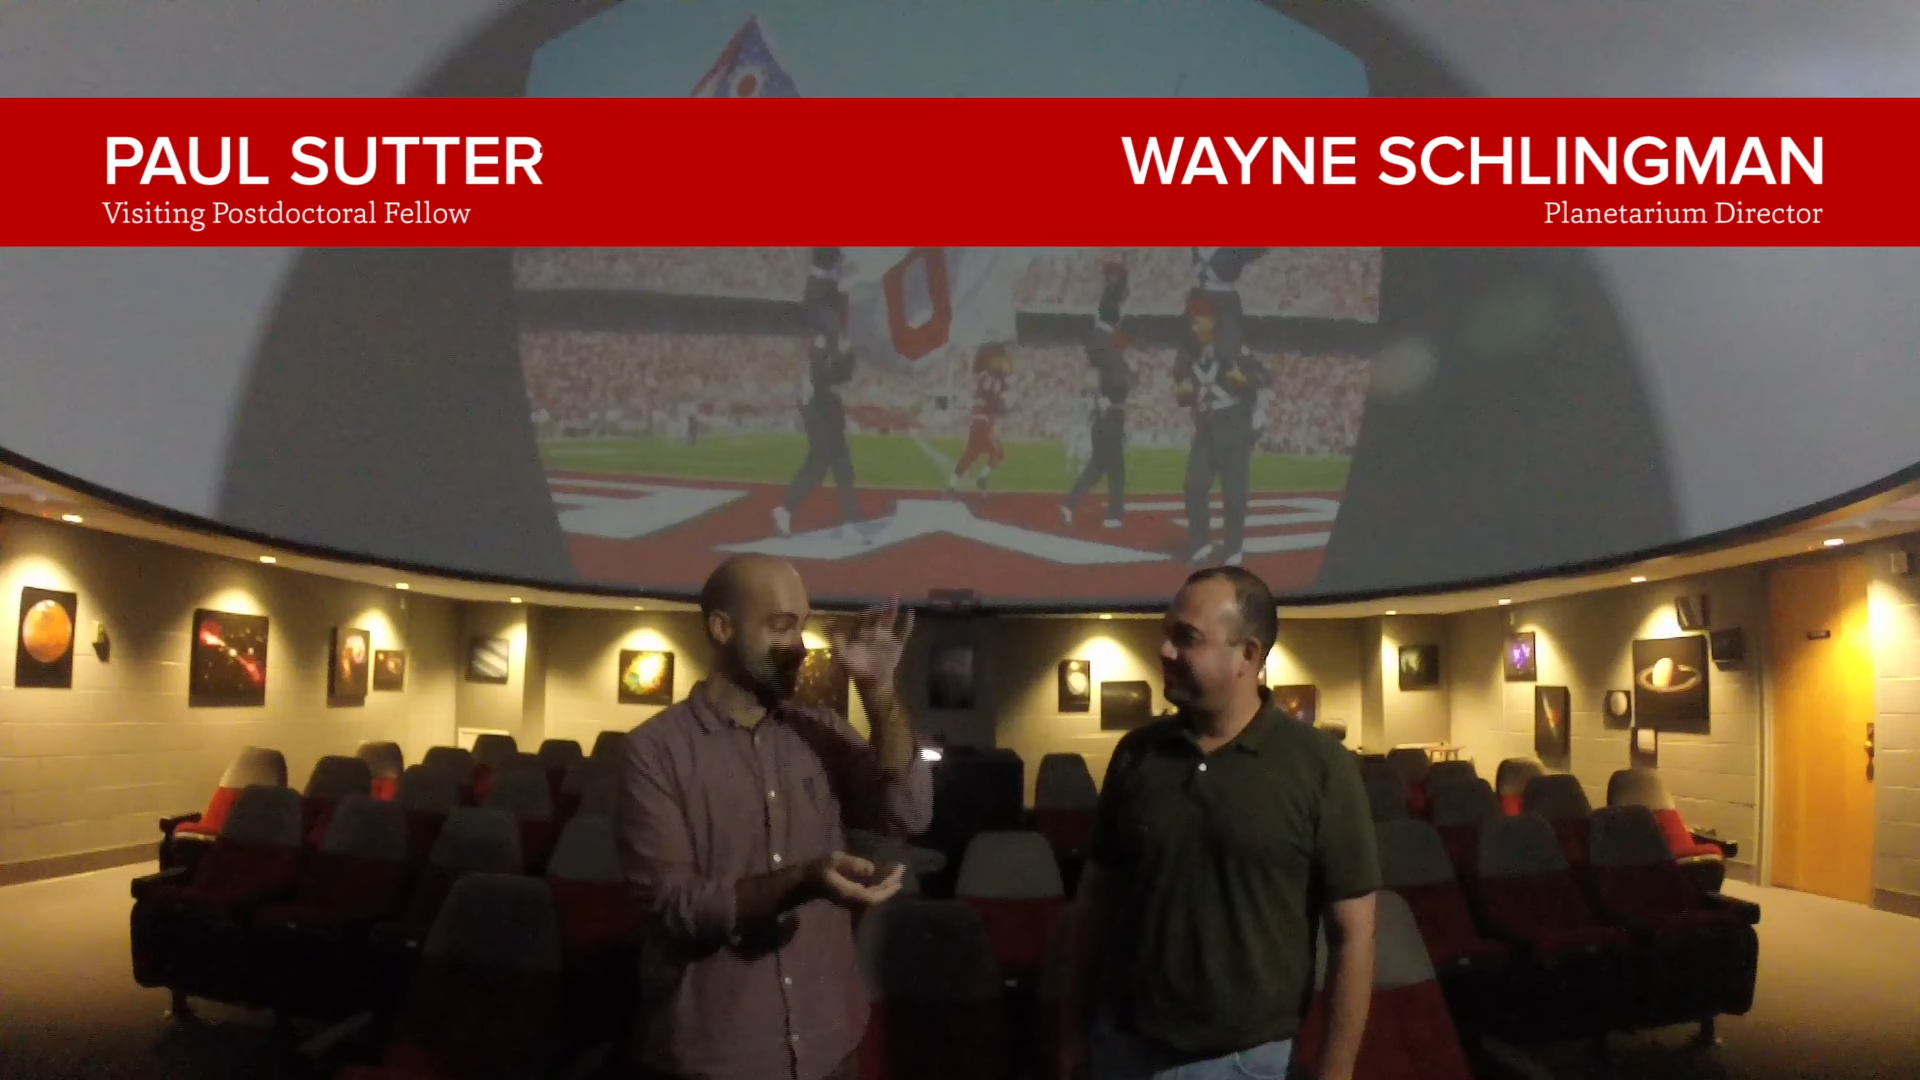 PAUL SUTTER
Visiting Postdoctoral Fellow
WAYNE SCHLINGMAN
Planetarium Director
O